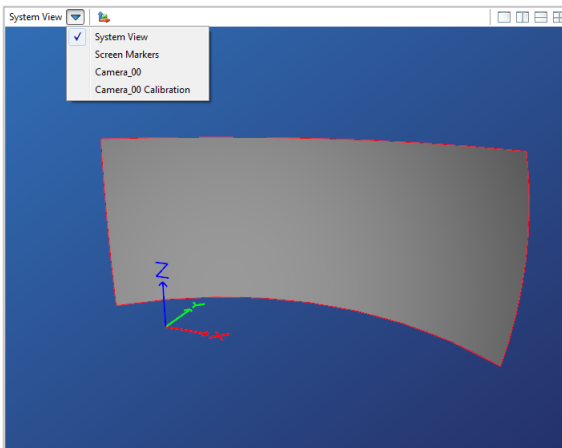 System View
System View
Screen Markers
Camera_00
Camera_00 Calibration
Z
Y
X